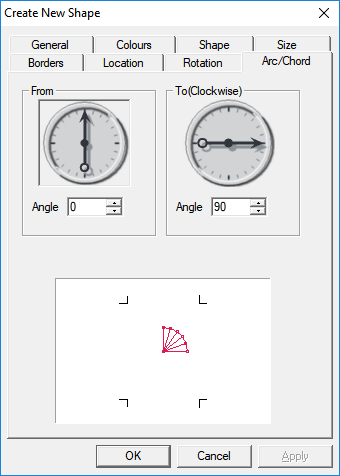 Create New Shape
General Colours Shape Size
Borders Location Rotation Arc/Chord
From To(Clockwise)
Angle 0 Angle 90
OK Cancel Apply